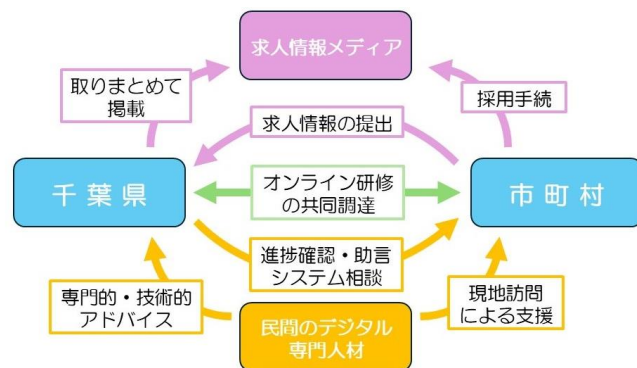 求人情報メディア
取りまとめて
掲載
採用手続
求人情報の提出
千葉県
オンライン研修
の共同調達
市町村
進捗確認・助言
システム相談
専門的・技術的
アドバイス
現地訪問
による支援
民間のデジタル
専門人材